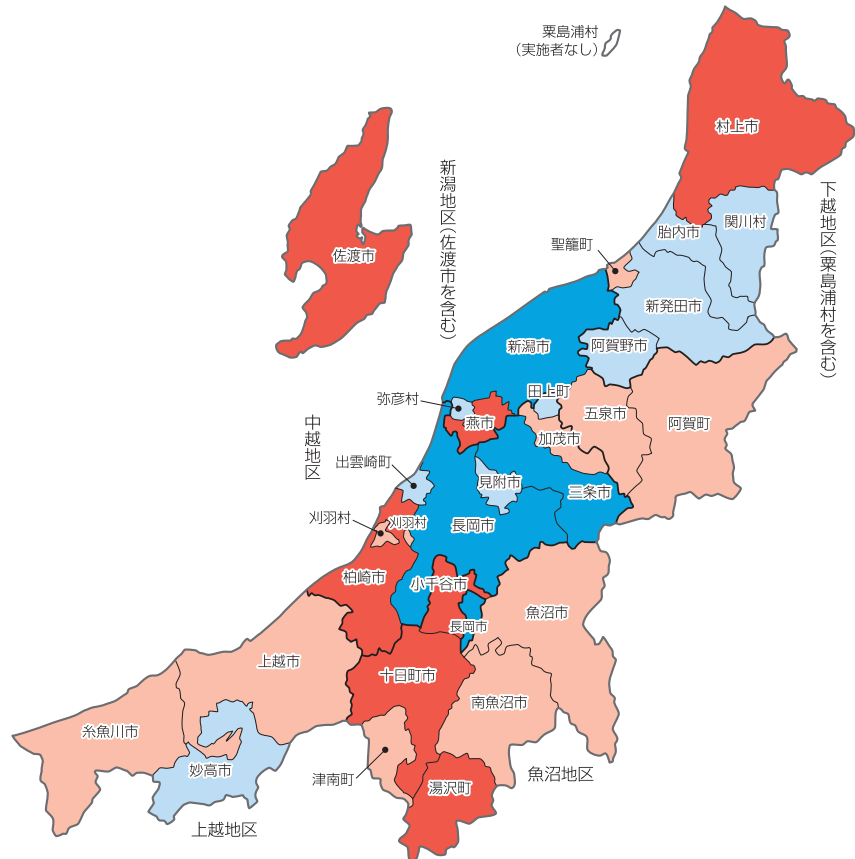 粟島浦村
(実施者なし)
村上市
新潟地区(佐渡市を含む)
下越地区(粟島浦村を含む)
関川村
胎内市
聖籠町
佐渡市
新発田市
新潟市
阿賀野市
田上町
弥彦村
五泉市
燕市
阿賀町
加茂市
中越地区
出雲崎町
見附市
三条市
刈羽村
刈羽村
長岡市
柏崎市
小千谷市
魚沼市
長岡市
上越市
十日町市
南魚沼市
糸魚川市
妙高市
津南町
魚沼地区
湯沢町
上越地区